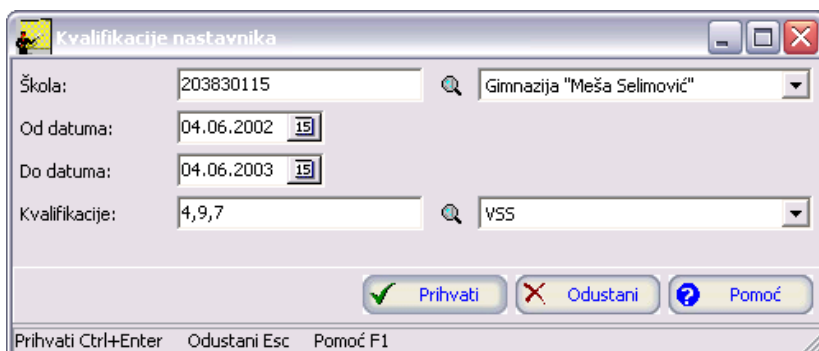 Kvalifikacije nastavnika
Škola: 203830115 Gimnazija "Meša Selimović"
Od datuma: 04.06.2002 15
Do datuma: 04.06.2003 15
Kvalifikacije: 4,9,7 VSS
Prihvati Odustani ? Pomoć
Prihvati Ctrl+Enter Odustani Esc Pomoć F1